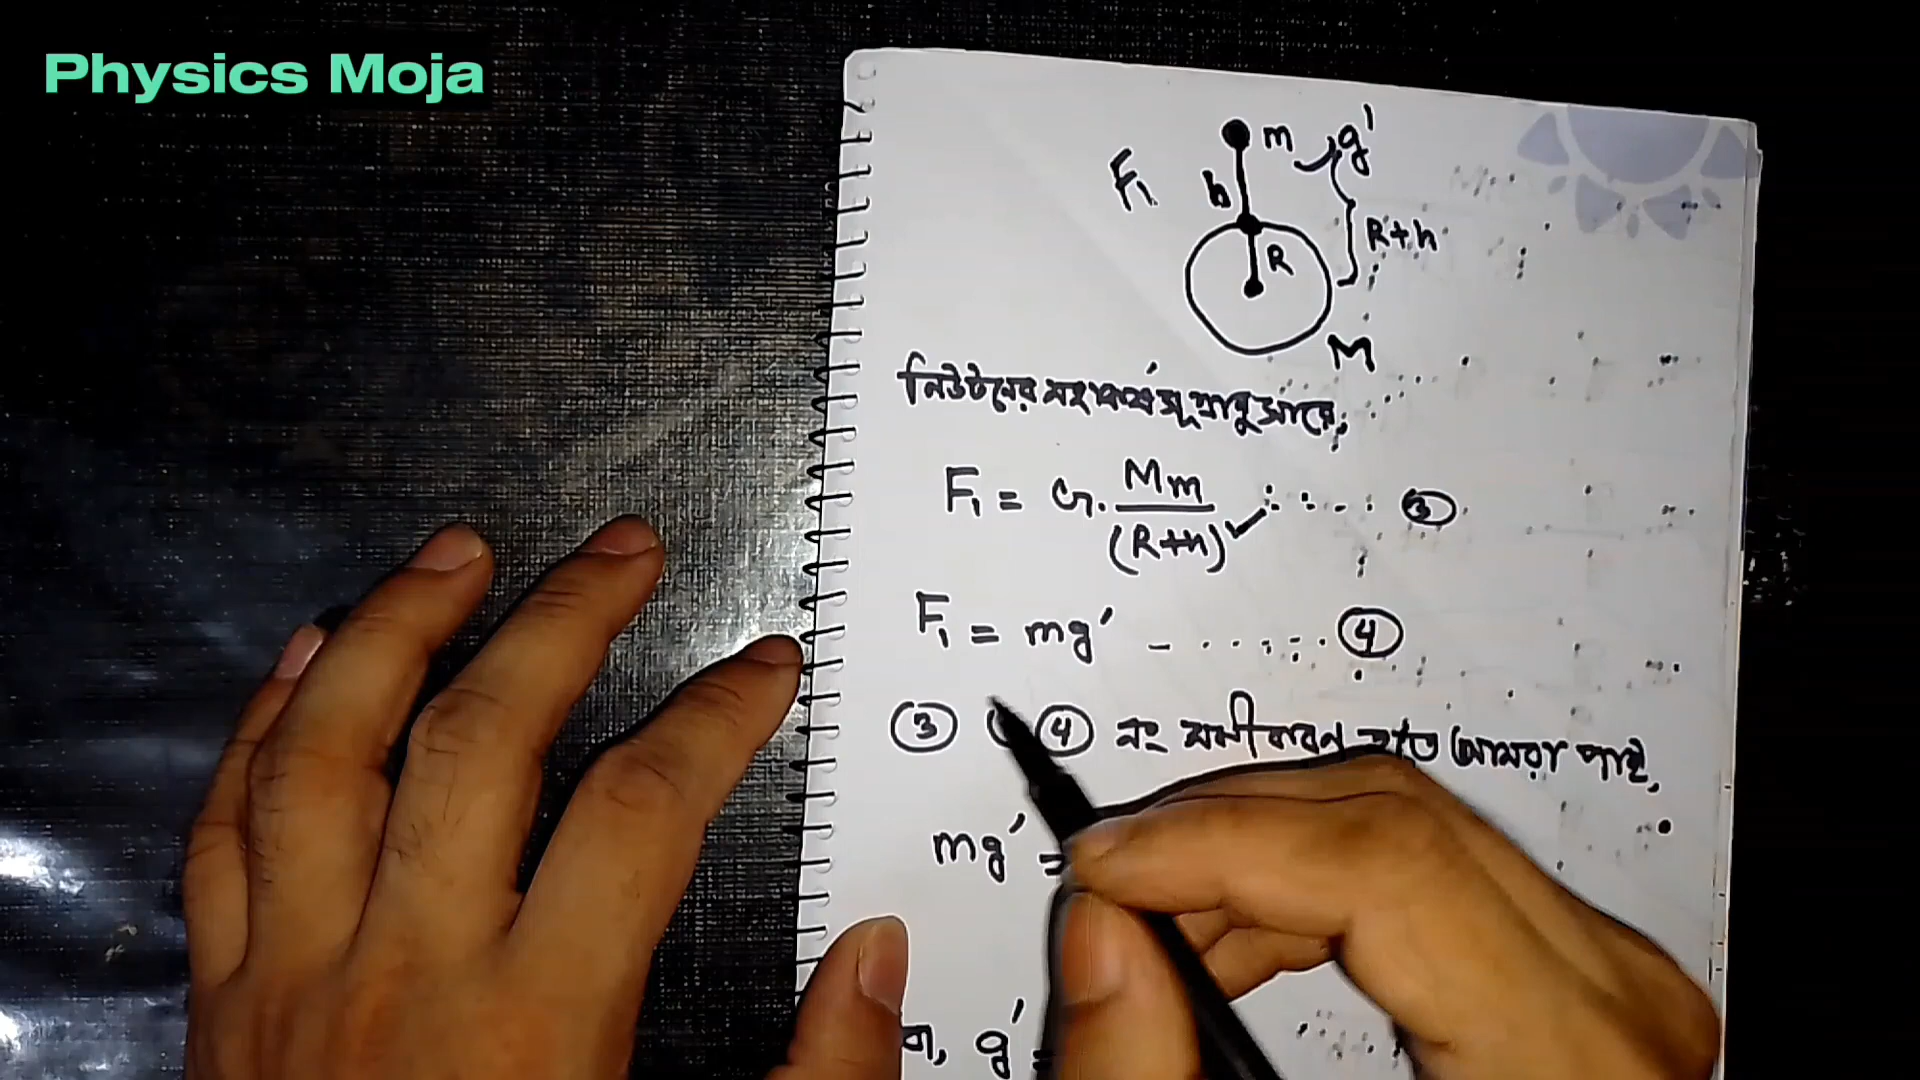 Physics Moja
m g'
F₁ h
R+h
R
M
নিউটনের মহাকর্ষ সূত্রানুসারে,
F₁ = G. Mm / (R+h)² ...... ③
F₁ = mg' - ...... ④
③ ④ নং সমীকরণ হতে আমরা পাই,
mg' =
বা, g' =